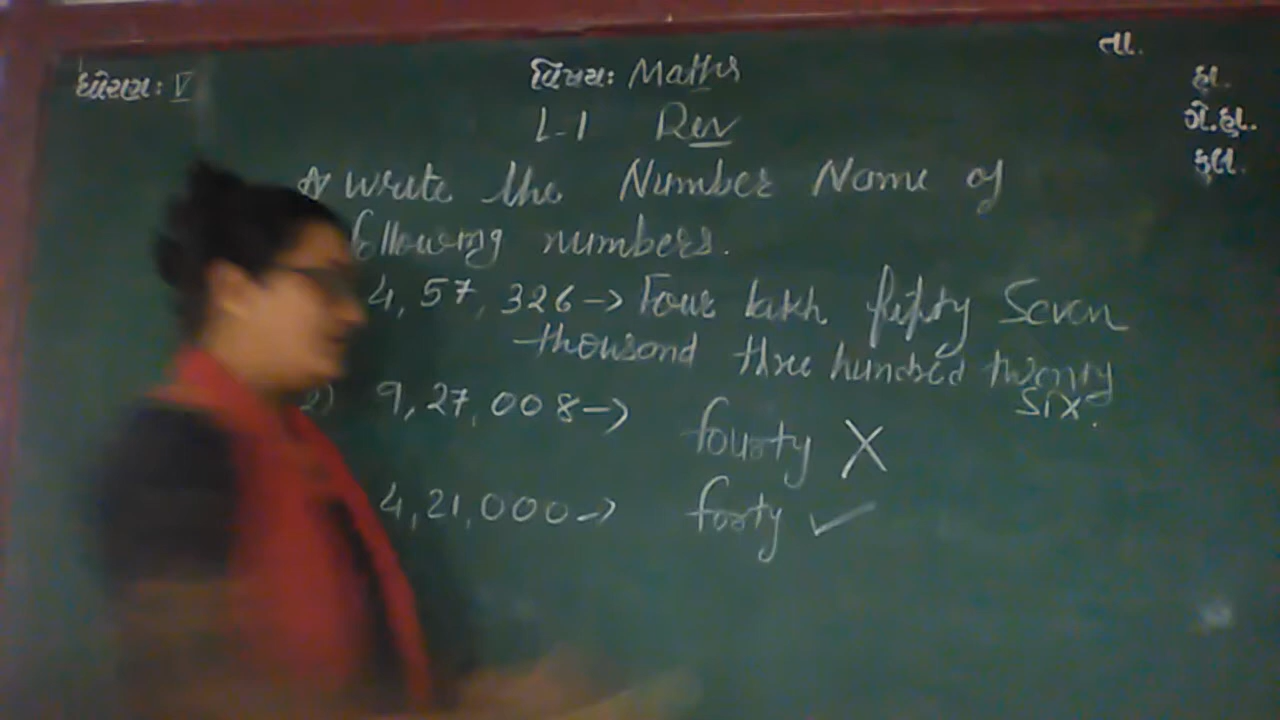 તા.
ધોરણ: V
વિષય: Maths
હા.
ગે.હા.
કુલ.
L-1 Rev
* Write the Number Name of
following numbers.
4,57,326 -> Four lakh fifty Seven
thousand three hundred twenty
six.
2) 9,27,008 ->
fourty X
4,21,000 -> forty ✓